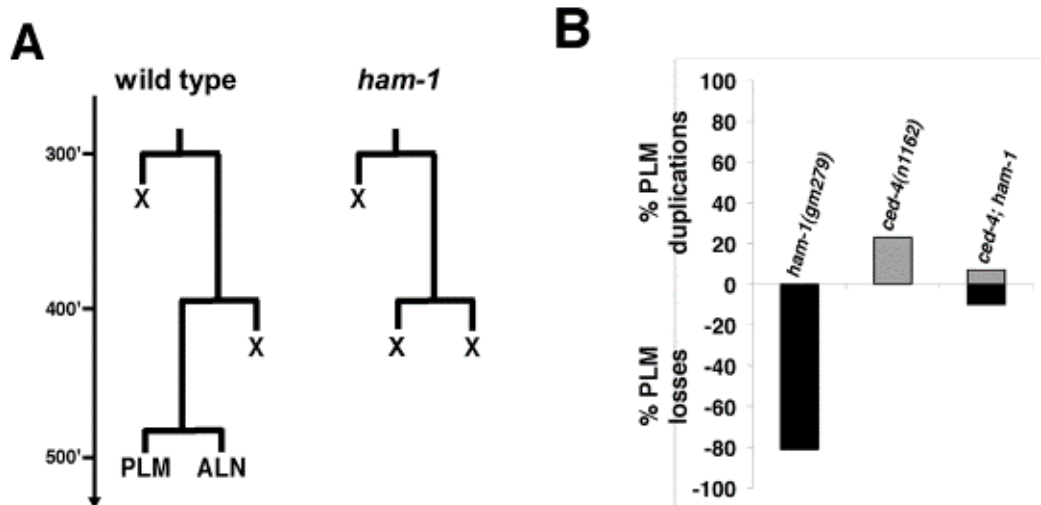 A
wild type
ham-1
300'
X
X
400'
X
X
X
500'
PLM ALN
B
% PLM
duplications
% PLM
losses
100
80
60
40
20
0
-20
-40
-60
-80
-100
ham-1(gm279)
ced-4(n1162)
ced-4; ham-1